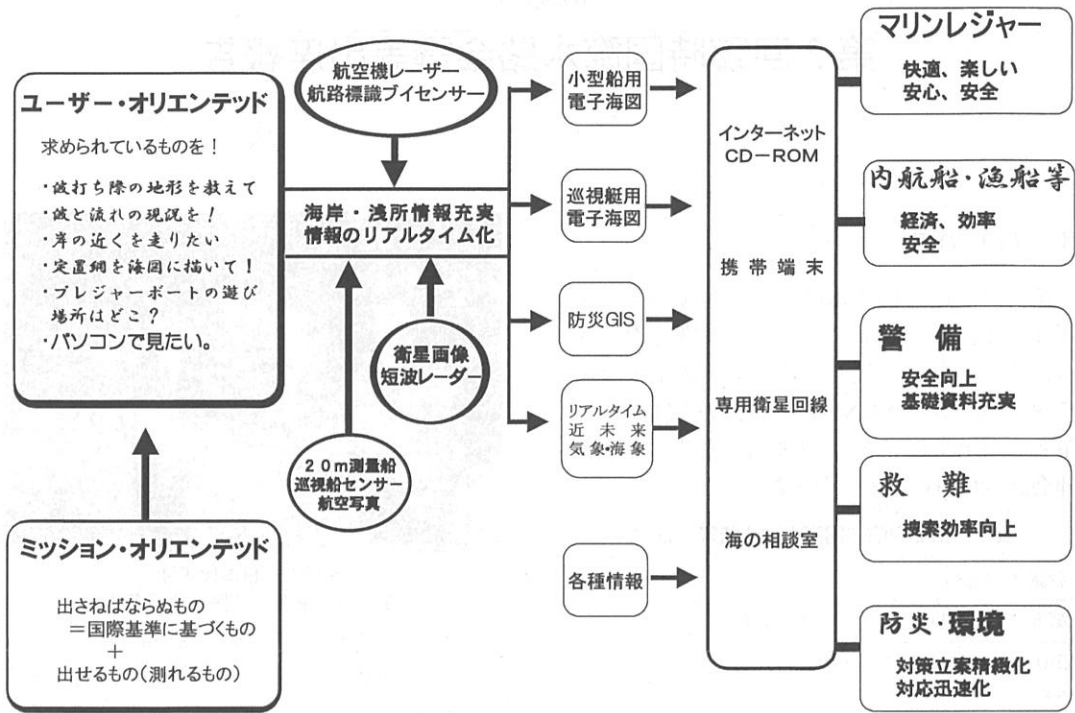 ユーザー・オリエンテッド
求められているものを!
・波打ち際の地形を教えて
・波と流れの現況を!
・岸の近くを走りたい
・定置網を海図に描いて!
・プレジャーボートの遊び
場所はどこ?
・パソコンで見たい。
ミッション・オリエンテッド
出さねばならぬもの
=国際基準に基づくもの
+
出せるもの(測れるもの)
航空機レーザー
航路標識ブイセンサー
海岸・浅所情報充実
情報のリアルタイム化
衛星画像
短波レーダー
20m測量船
巡視船センサー
航空写真
小型船用
電子海図
巡視艇用
電子海図
防災GIS
リアルタイム
近未来
気象・海象
各種情報
インターネット
CD-ROM
携帯端末
専用衛星回線
海の相談室
マリンレジャー
快適、楽しい
安心、安全
内航船・漁船等
経済、効率
安全
警備
安全向上
基礎資料充実
救難
捜索効率向上
防災・環境
対策立案精緻化
対応迅速化